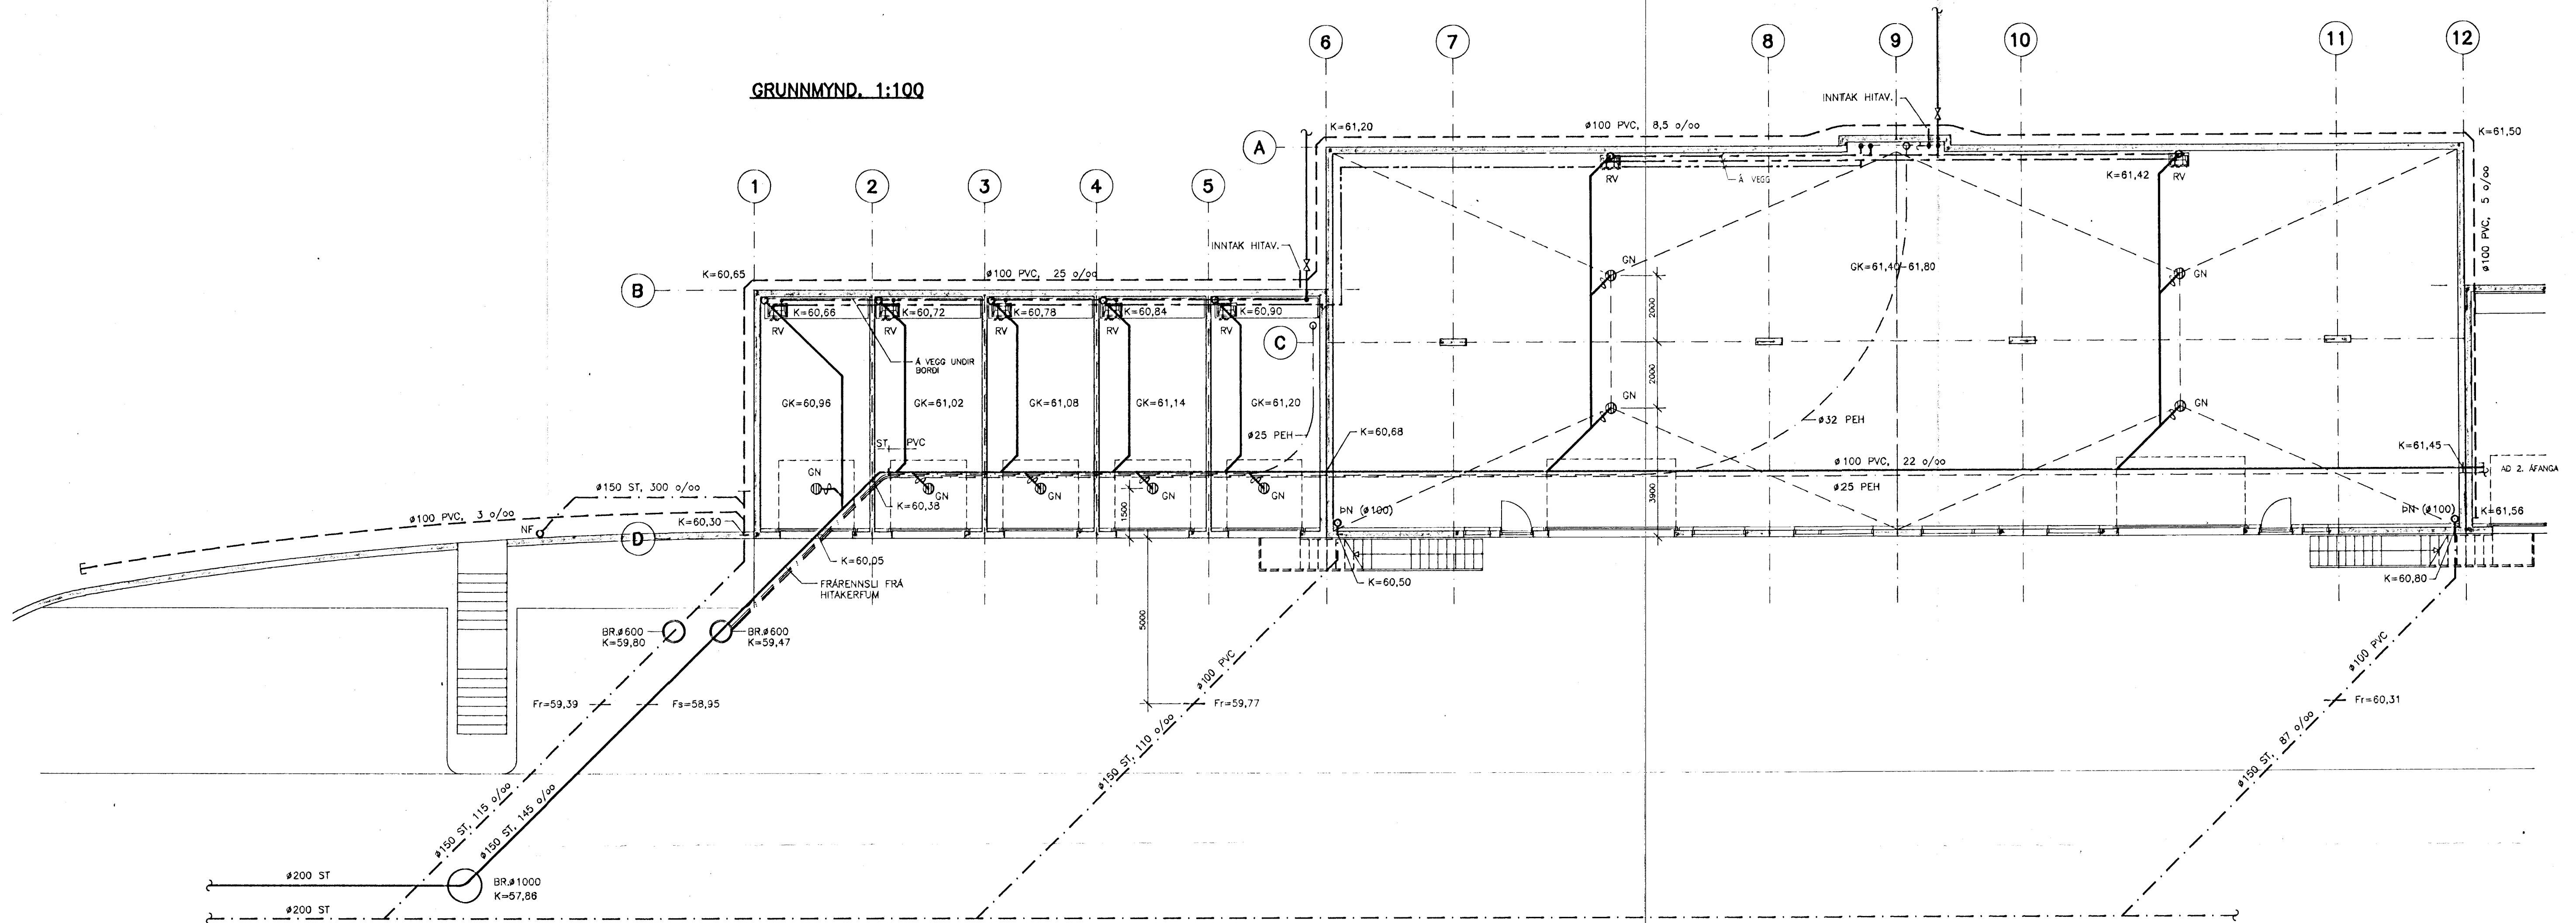 GRUNNMYND. 1:100
6
7
8
9
10
11
12
INNTAK HITAV.
K=61,20
Ø100 PVC, 8,5 o/oo
K=61,50
A
RV
Á VEGG
K=61,42
RV
Ø100 PVC, 5 o/oo
1
2
3
4
5
INNTAK HITAV.
K=60,65
Ø100 PVC, 25 o/oo
B
GN
GK=61,40-61,80
GN
2000
K=60,66
K=60,72
K=60,78
K=60,84
K=60,90
RV
RV
RV
RV
RV
C
Á VEGG UNDIR
BORDI
2000
GK=60,96
GK=61,02
GK=61,08
GK=61,14
GK=61,20
GN
GN
Ø32 PEH
ST.
PVC
Ø25 PEH
K=60,68
K=61,45
Ø100 PVC, 22 o/oo
AD 2. ÁFANGA
Ø25 PEH
GN
Ø150 ST, 300 o/oo
GN
GN
GN
GN
3900
1500
K=60,38
Ø100 PVC, 3 o/oo
NF
K=60,30
ÞN (Ø100)
ÞN (Ø100)
K=61,56
D
K=60,05
FRÁRENNSLI FRÁ
HITAKERFUM
K=60,50
K=60,80
5000
BR.Ø600
K=59,80
BR.Ø600
K=59,47
Ø100 PVC
Ø100 PVC
Fr=59,39
Fs=58,95
Fr=59,77
Fr=60,31
Ø150 ST, 110 o/oo
Ø150 ST, 87 o/oo
Ø150 ST, 115 o/oo
Ø150 ST, 145 o/oo
Ø200 ST
BR.Ø1000
K=57,86
Ø200 ST